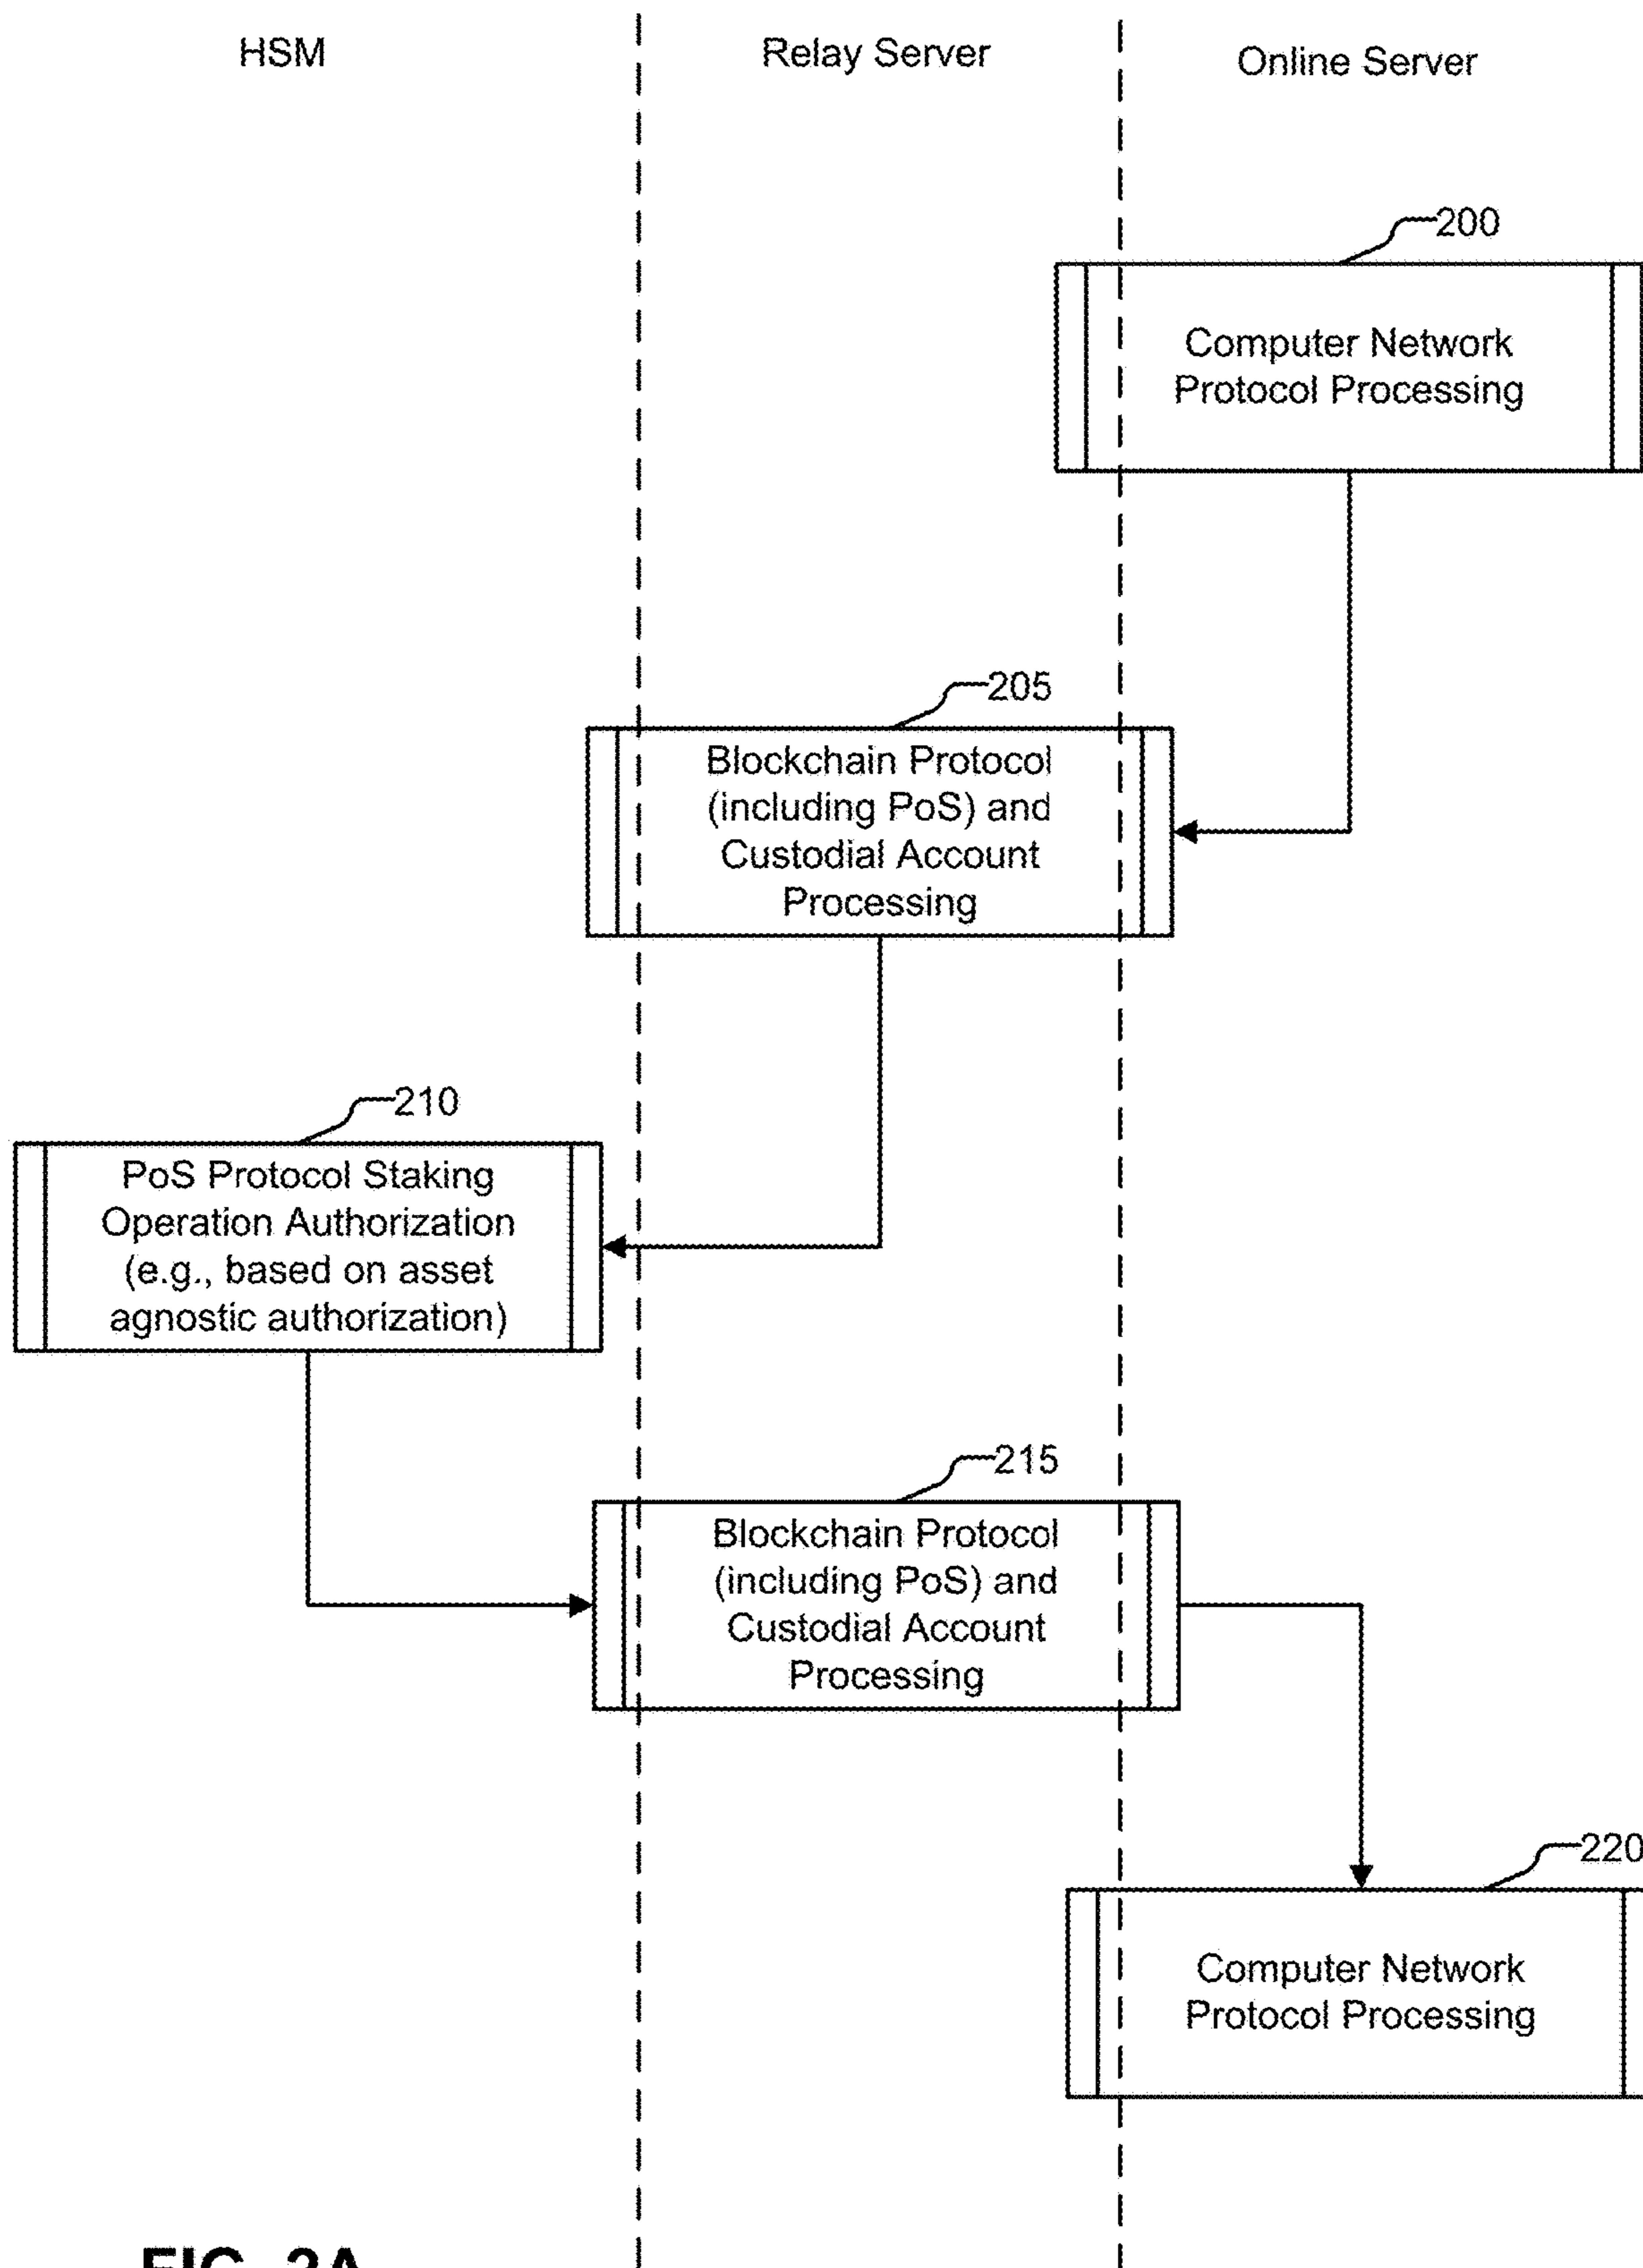 HSM
Relay Server
Online Server
200
Computer Network
Protocol Processing
205
Blockchain Protocol
(including PoS) and
Custodial Account
Processing
210
PoS Protocol Staking
Operation Authorization
(e.g., based on asset
agnostic authorization)
215
Blockchain Protocol
(including PoS) and
Custodial Account
Processing
220
Computer Network
Protocol Processing
FIG. 2A